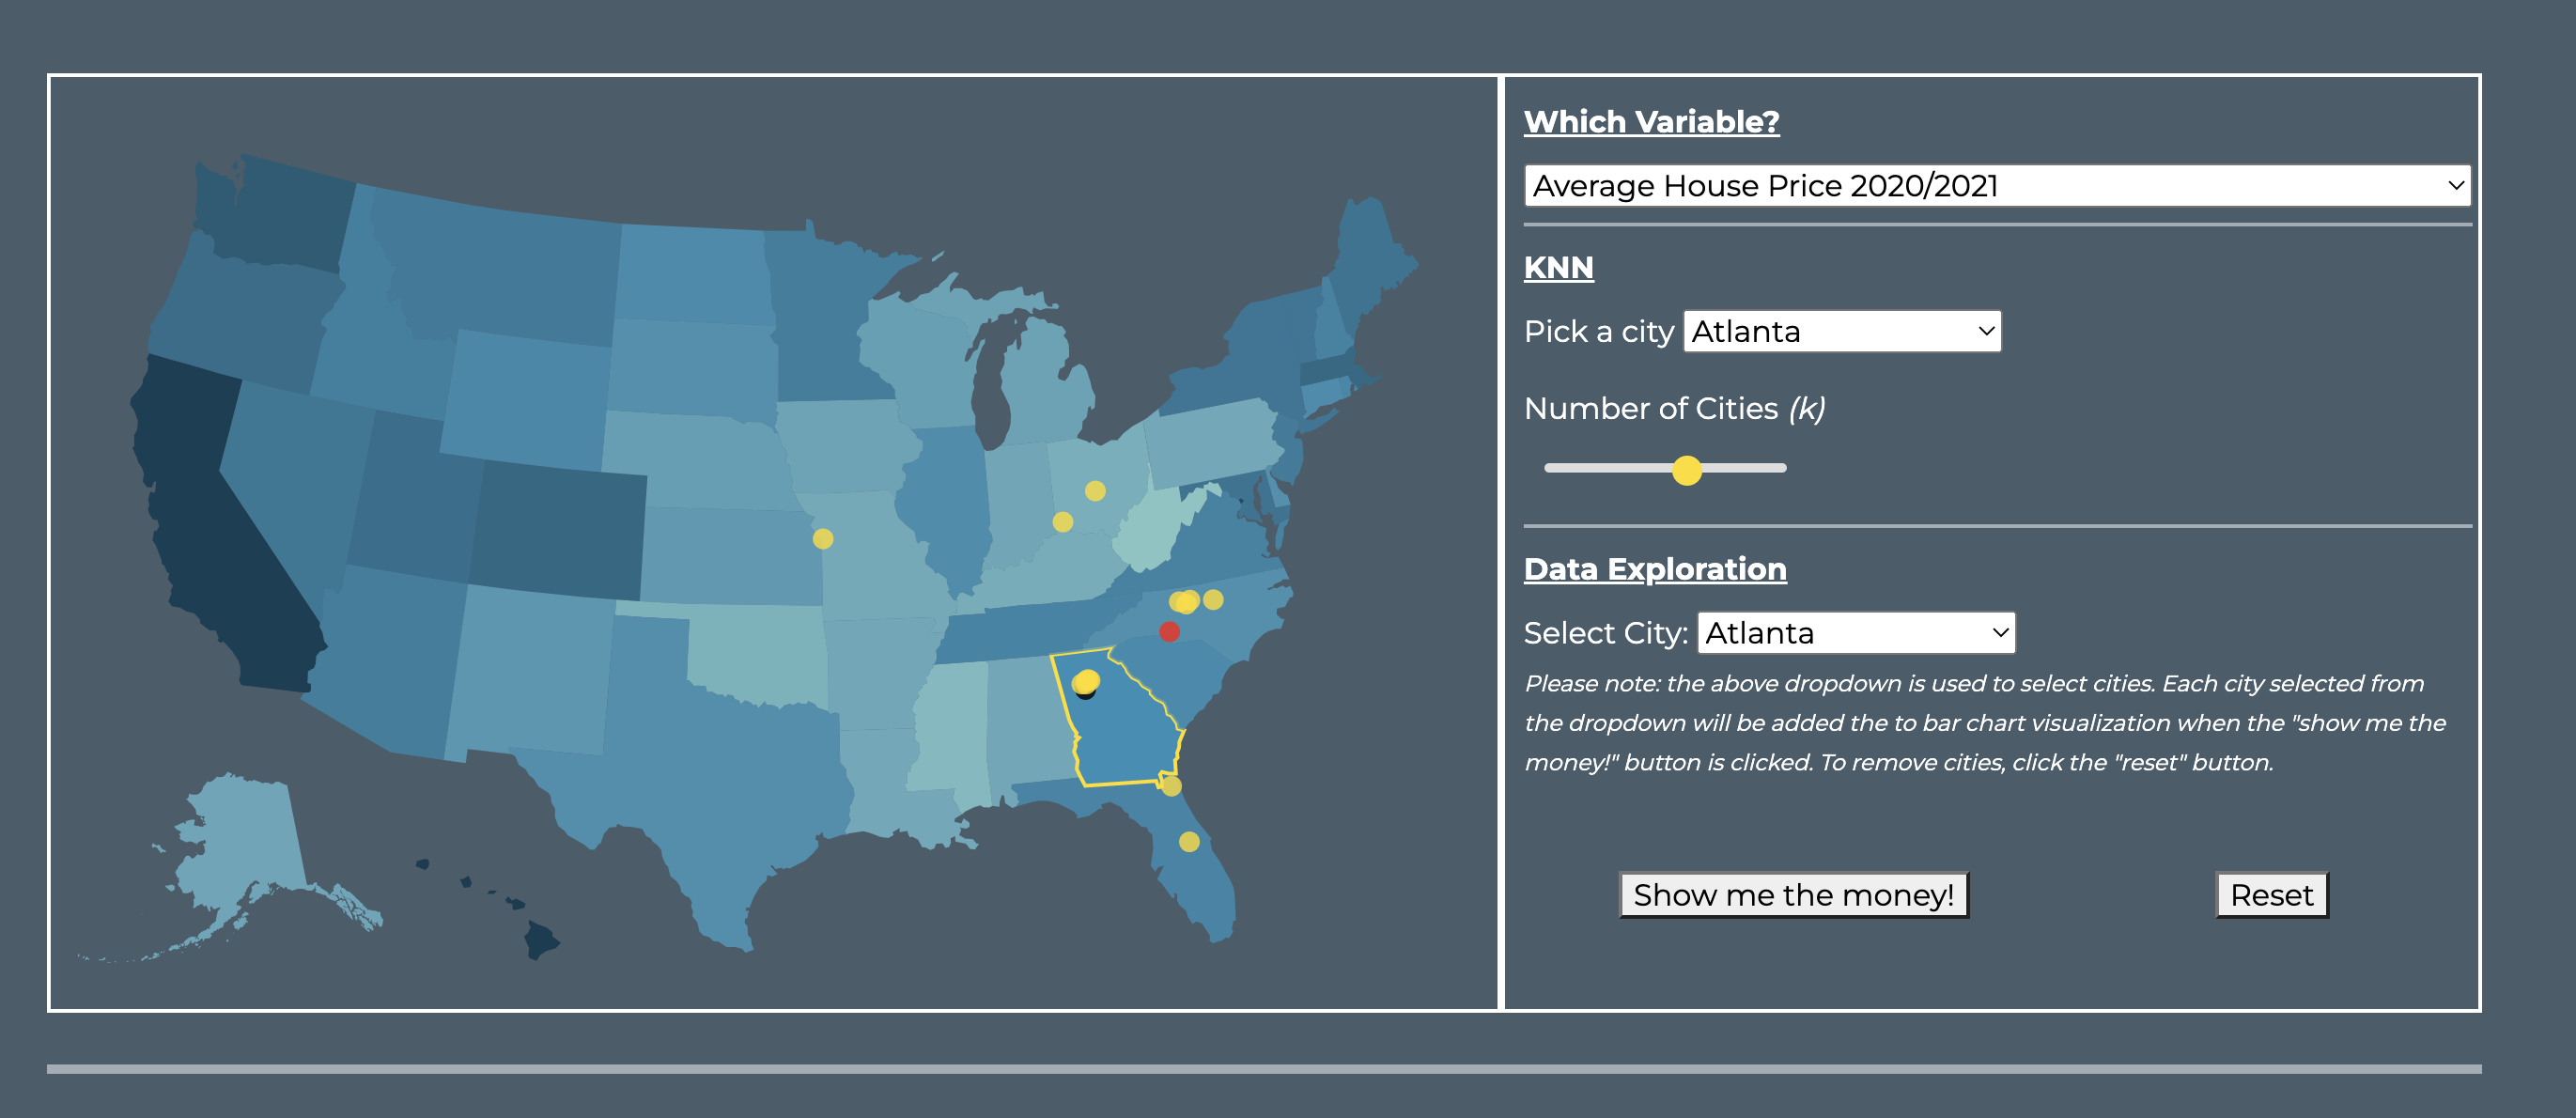 Which Variable?
Average House Price 2020/2021
KNN
Pick a city Atlanta
Number of Cities (k)
Data Exploration
Select City: Atlanta
Please note: the above dropdown is used to select cities. Each city selected from
the dropdown will be added the to bar chart visualization when the "show me the
money!" button is clicked. To remove cities, click the "reset" button.
Show me the money! Reset